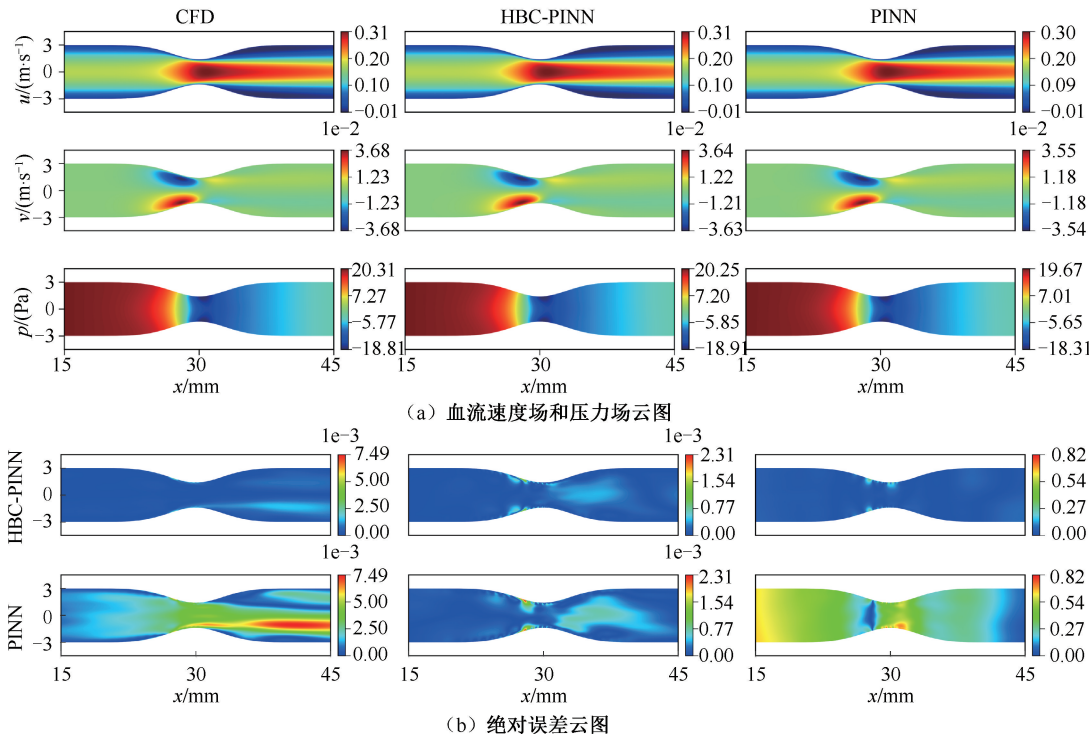 CFD HBC-PINN PINN
u/(m·s⁻¹) 3 0 −3 0.31 0.20 0.10 −0.01 0.31 0.20 0.10 −0.01 0.30 0.20 0.09 −0.01
1e−2 1e−2 1e−2
v/(m·s⁻¹) 3 0 −3 3.68 1.23 −1.23 −3.68 3.64 1.21 −1.21 −3.63 3.55 1.18 −1.18 −3.54
p/(Pa) 3 0 −3 20.31 7.27 −5.77 −18.81 20.25 7.20 −5.85 −18.91 19.67 7.01 −5.65 −18.31
15 30 45 15 30 45 15 30 45
x/mm x/mm x/mm
（a）血流速度场和压力场云图
1e−3 1e−3
HBC-PINN 3 0 −3 7.49 5.00 2.50 0.00 2.31 1.54 0.77 0.00 0.82 0.54 0.27 0.00
1e−3 1e−3
PINN 3 0 −3 7.49 5.00 2.50 0.00 2.31 1.54 0.77 0.00 0.82 0.54 0.27 0.00
15 30 45 15 30 45 15 30 45
x/mm x/mm x/mm
（b）绝对误差云图